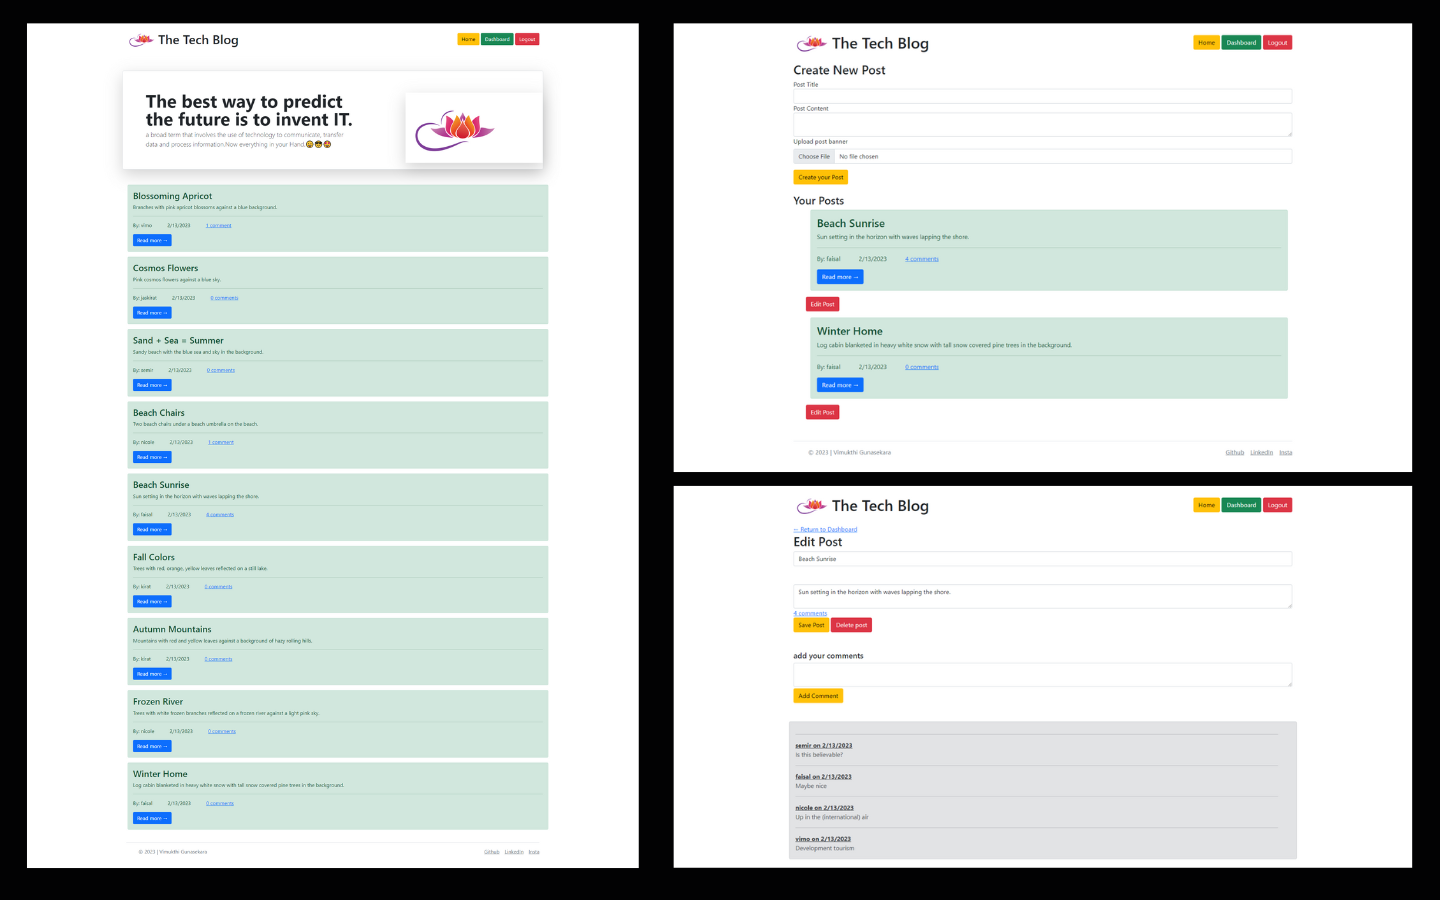 The Tech Blog
Home Dashboard Logout
The best way to predict
the future is to invent IT.
a broad term that involves the use of technology to communicate, transfer
data and process information.Now everything in your Hand.
Blossoming Apricot
Branches with pink apricot blossoms against a blue background.
By: vimo 2/13/2023 1 comment
Read more →
Cosmos Flowers
Pink cosmos flowers against a blue sky.
By: jaskirat 2/13/2023 0 comments
Read more →
Sand + Sea = Summer
Sandy beach with the blue sea and sky in the background.
By: semir 2/13/2023 0 comments
Read more →
Beach Chairs
Two beach chairs under a beach umbrella on the beach.
By: nicole 2/13/2023 1 comment
Read more →
Beach Sunrise
Sun setting in the horizon with waves lapping the shore.
By: faisal 2/13/2023 4 comments
Read more →
Fall Colors
Trees with red, orange, yellow leaves reflected on a still lake.
By: kirat 2/13/2023 0 comments
Read more →
Autumn Mountains
Mountains with red and yellow leaves against a background of hazy rolling hills.
By: kirat 2/13/2023 0 comments
Read more →
Frozen River
Trees with white frozen branches reflected on a frozen river against a light pink sky.
By: nicole 2/13/2023 0 comments
Read more →
Winter Home
Log cabin blanketed in heavy white snow with tall snow covered pine trees in the background.
By: faisal 2/13/2023 0 comments
Read more →
© 2023 | Vimukthi Gunasekara
Github LinkedIn Insta
The Tech Blog
Home Dashboard Logout
Create New Post
Post Title
Post Content
Upload post banner
Choose File No file chosen
Create your Post
Your Posts
Beach Sunrise
Sun setting in the horizon with waves lapping the shore.
By: faisal 2/13/2023 4 comments
Read more →
Edit Post
Winter Home
Log cabin blanketed in heavy white snow with tall snow covered pine trees in the background.
By: faisal 2/13/2023 0 comments
Read more →
Edit Post
© 2023 | Vimukthi Gunasekara
Github LinkedIn Insta
The Tech Blog
Home Dashboard Logout
← Return to Dashboard
Edit Post
Beach Sunrise
Sun setting in the horizon with waves lapping the shore.
4 comments
Save Post Delete post
add your comments
Add Comment
semir on 2/13/2023
Is this believable?
faisal on 2/13/2023
Maybe nice
nicole on 2/13/2023
Up in the (international) air
vimo on 2/13/2023
Development tourism